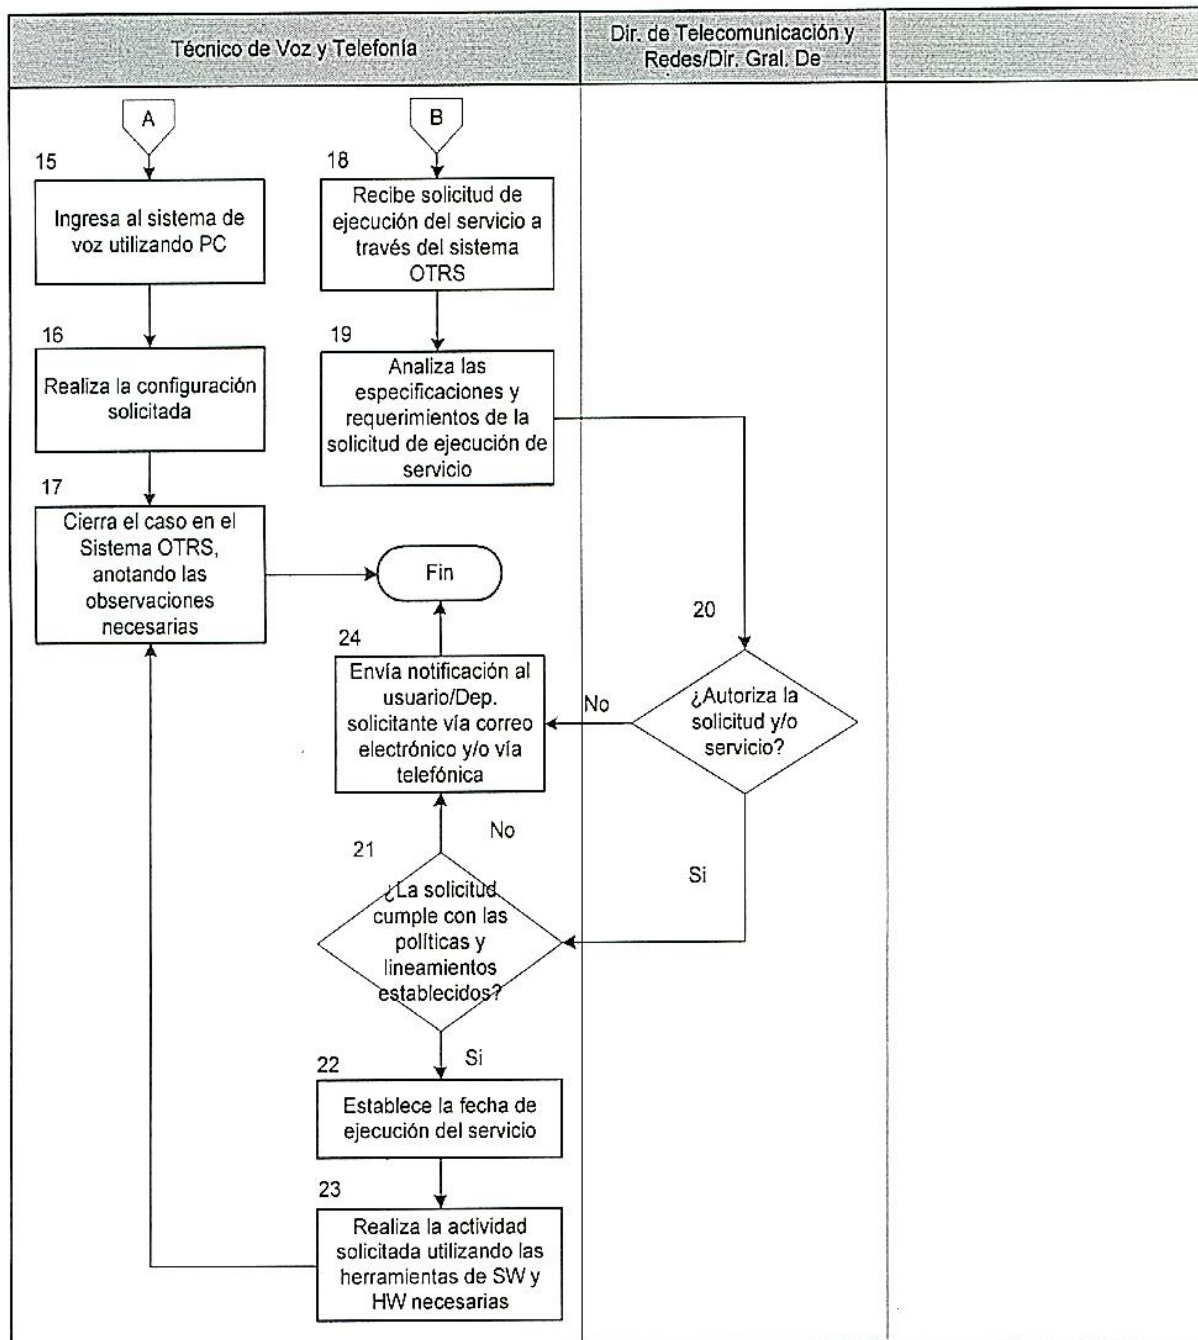 Técnico de Voz y Telefonía
Dir. de Telecomunicación y
Redes/Dir. Gral. De
A
B
15
Ingresa al sistema de
voz utilizando PC
18
Recibe solicitud de
ejecución del servicio a
través del sistema
OTRS
16
Realiza la configuración
solicitada
19
Analiza las
especificaciones y
requerimientos de la
solicitud de ejecución de
servicio
17
Cierra el caso en el
Sistema OTRS,
anotando las
observaciones
necesarias
Fin
20
¿Autoriza la
solicitud y/o
servicio?
No
Si
24
Envía notificación al
usuario/Dep.
solicitante vía correo
electrónico y/o vía
telefónica
No
21
¿La solicitud
cumple con las
políticas y
lineamientos
establecidos?
Si
22
Establece la fecha de
ejecución del servicio
23
Realiza la actividad
solicitada utilizando las
herramientas de SW y
HW necesarias